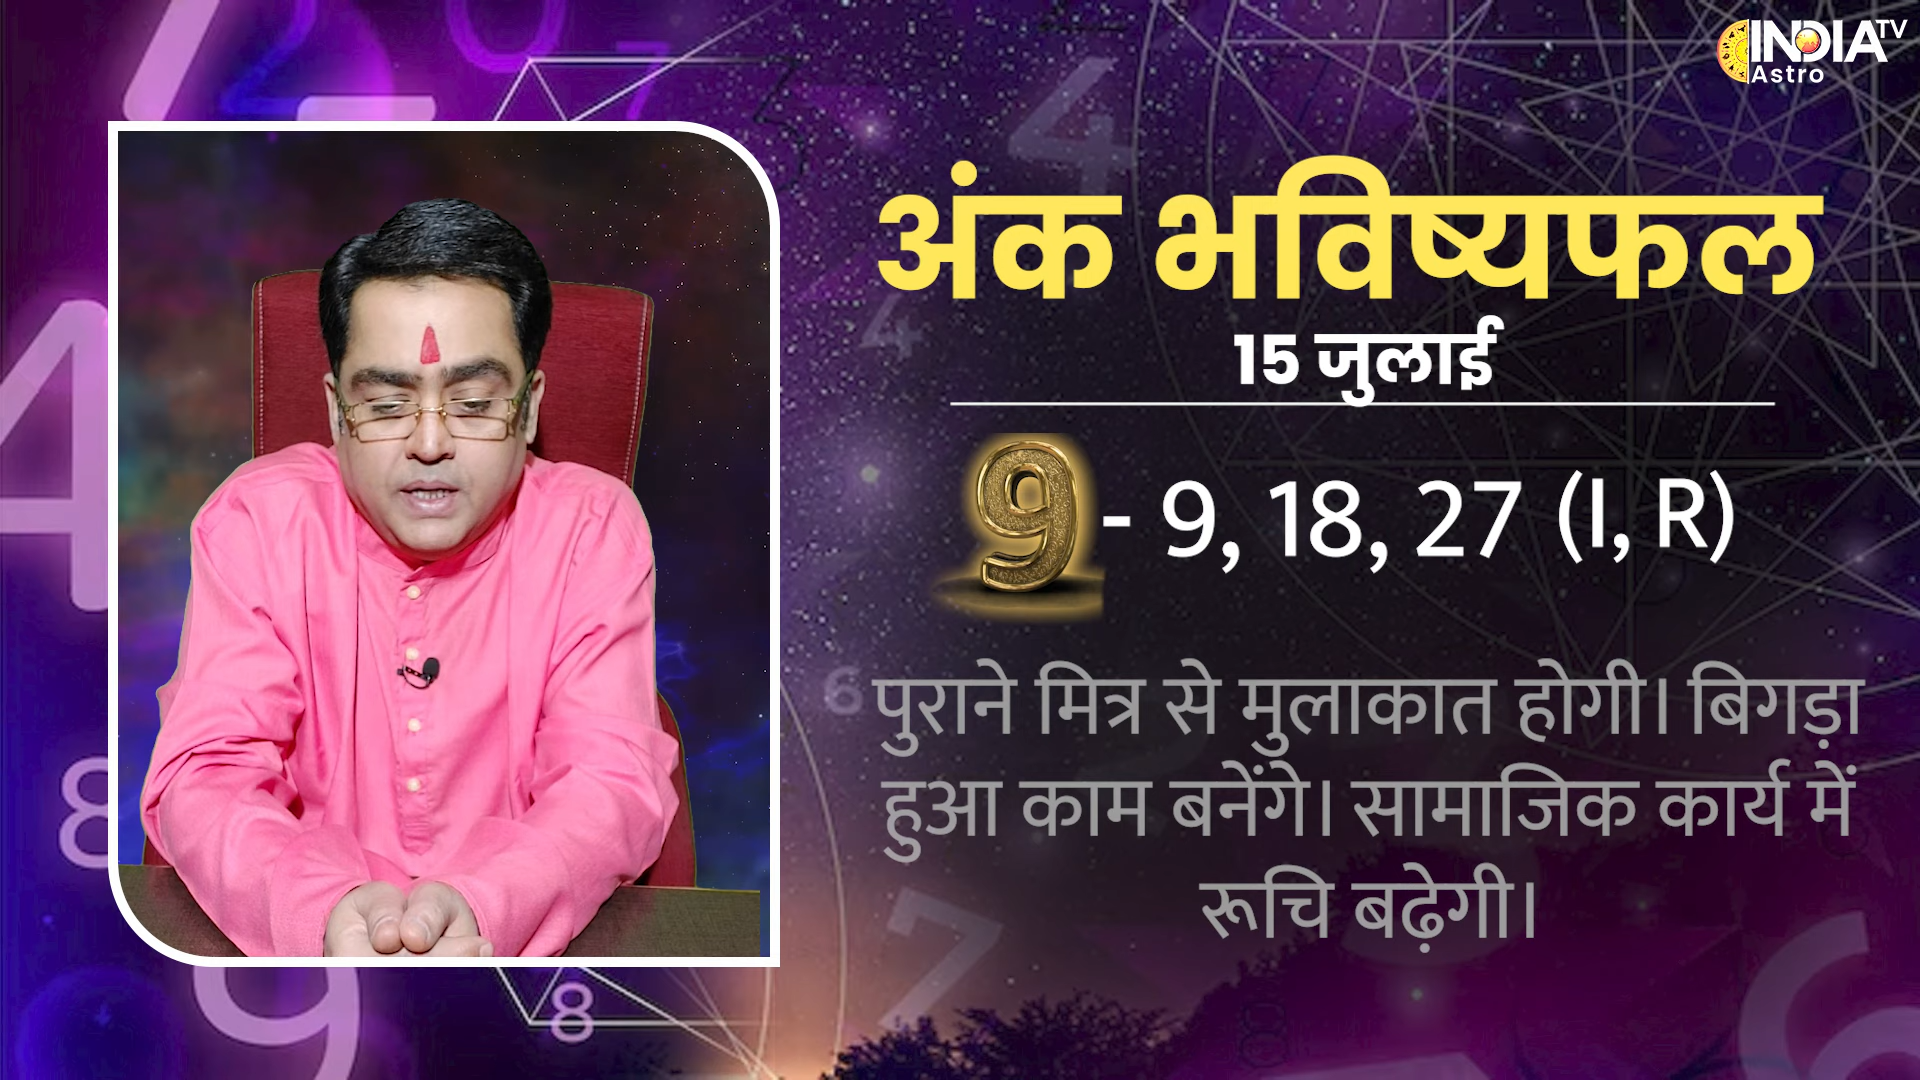 INDIA TV
Astro
अंक भविष्यफल
15 जुलाई
9 - 9, 18, 27 (I, R)
पुराने मित्र से मुलाकात होगी। बिगड़ा
हुआ काम बनेंगे। सामाजिक कार्य में
रूचि बढ़ेगी।